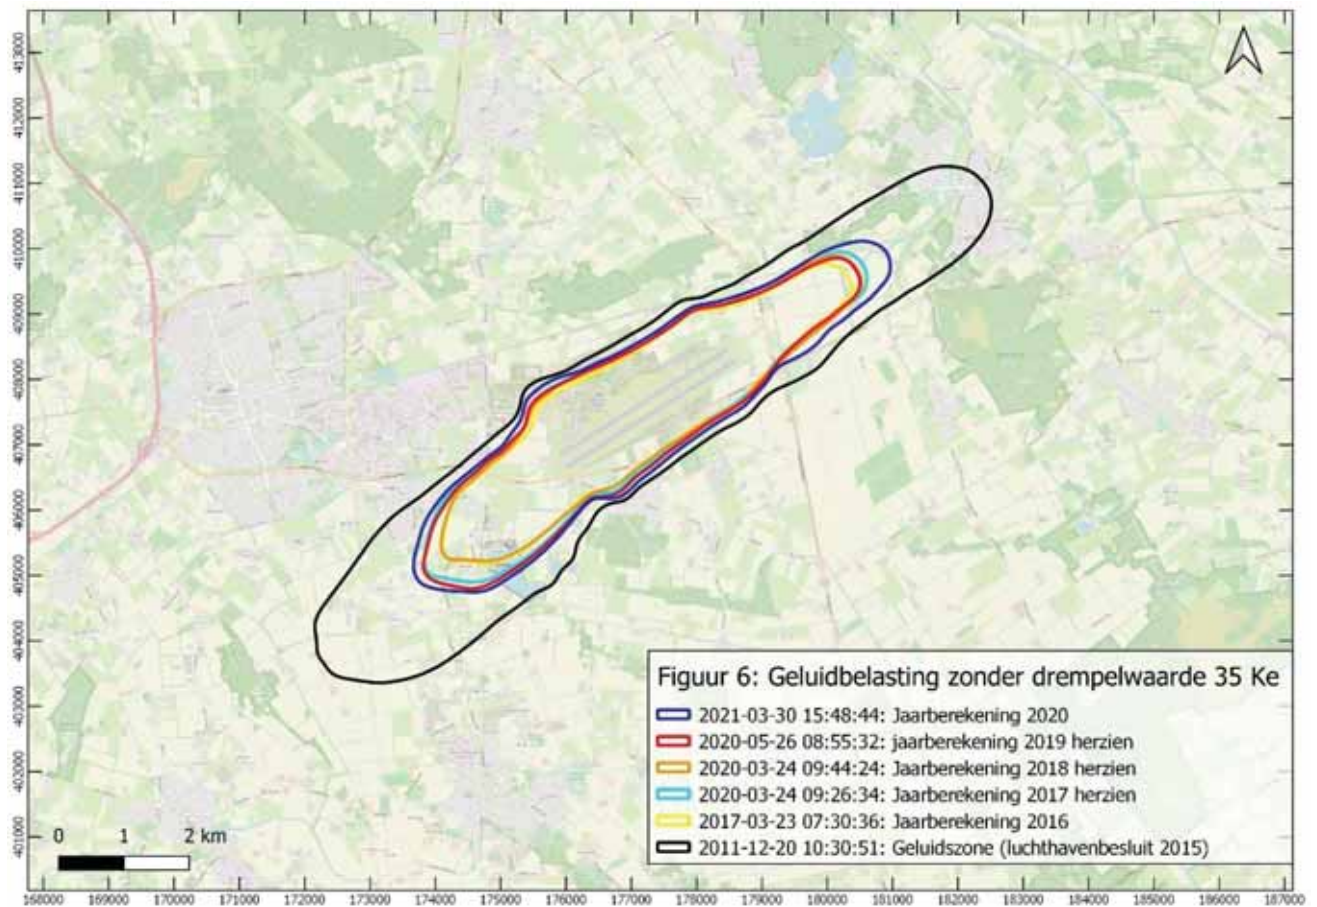 413000
412000
411000
410000
409000
408000
407000
406000
405000
404000
403000
402000
401000
0 1 2 km
Figuur 6: Geluidbelasting zonder drempelwaarde 35 Ke
2021-03-30 15:48:44: Jaarberekening 2020
2020-05-26 08:55:32: jaarberekening 2019 herzien
2020-03-24 09:44:24: Jaarberekening 2018 herzien
2020-03-24 09:26:34: Jaarberekening 2017 herzien
2017-03-23 07:30:36: Jaarberekening 2016
2011-12-20 10:30:51: Geluidszone (luchthavenbesluit 2015)
168000 169000 170000 171000 172000 173000 174000 175000 176000 177000 178000 179000 180000 181000 182000 183000 184000 185000 186000 187000